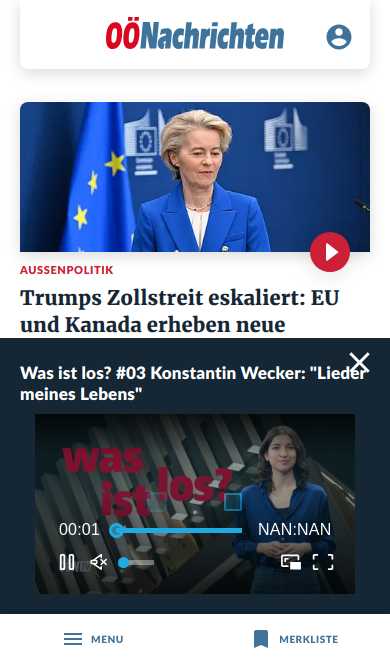 OÖNachrichten
AUSSENPOLITIK
Trumps Zollstreit eskaliert: EU
und Kanada erheben neue
Was ist los? #03 Konstantin Wecker: "Lieder
meines Lebens"
was
ist los?
00:01
NAN:NAN
MENU
MERKLISTE